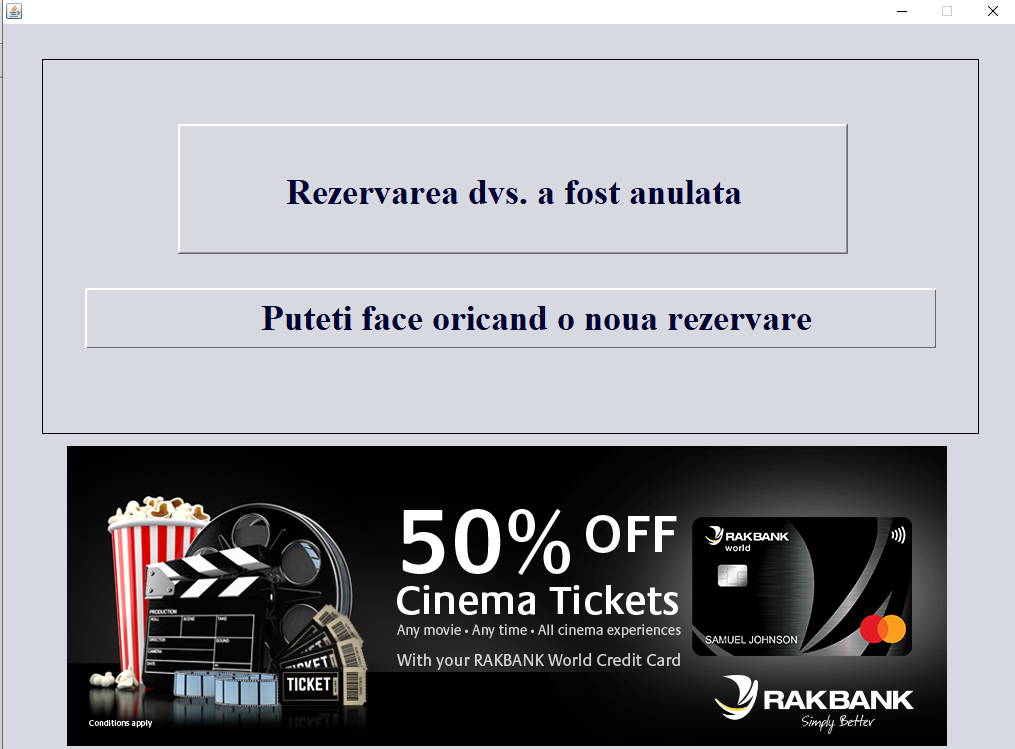 Rezervarea dvs. a fost anulata
Puteti face oricand o noua rezervare
50% OFF
Cinema Tickets
Any movie • Any time • All cinema experiences
With your RAKBANK World Credit Card
RAKBANK
world
SAMUEL JOHNSON
PRODUCTION
ROLL SCENE TAKE
DIRECTOR SOUND
CAMERA
DATE
TICKET
TICKET
TICKET
RAKBANK
Simply Better
Conditions apply